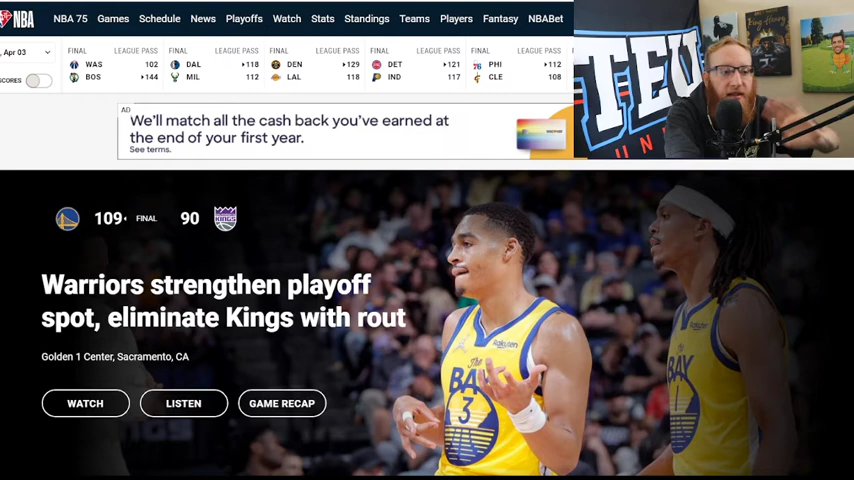 NBA
NBA 75 Games Schedule News Playoffs Watch Stats Standings Teams Players Fantasy NBABet
, Apr 03
SCORES
FINAL LEAGUE PASS
WAS 102
BOS 144
FINAL LEAGUE PASS
DAL 118
MIL 112
FINAL LEAGUE PASS
DEN 129
LAL 118
FINAL LEAGUE PASS
DET 121
IND 117
FINAL LEAGUE PASS
PHI 112
CLE 108
AD
We'll match all the cash back you've earned at
the end of your first year.
See terms.
TEU
UNI
109 FINAL 90
KINGS
Warriors strengthen playoff
spot, eliminate Kings with rout
Golden 1 Center, Sacramento, CA
WATCH LISTEN GAME RECAP
Rakuten
The
BAY
3
Rakuten
BAY